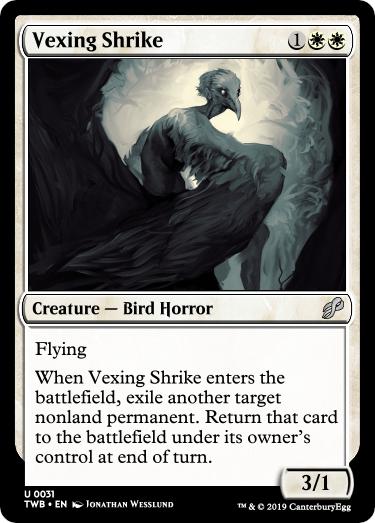 Vexing Shrike 1
Creature — Bird Horror
Flying
When Vexing Shrike enters the
battlefield, exile another target
nonland permanent. Return that card
to the battlefield under its owner's
control at end of turn.
3/1
U 0031
TWB • EN Jonathan Wesslund
™ & © 2019 CanterburyEgg